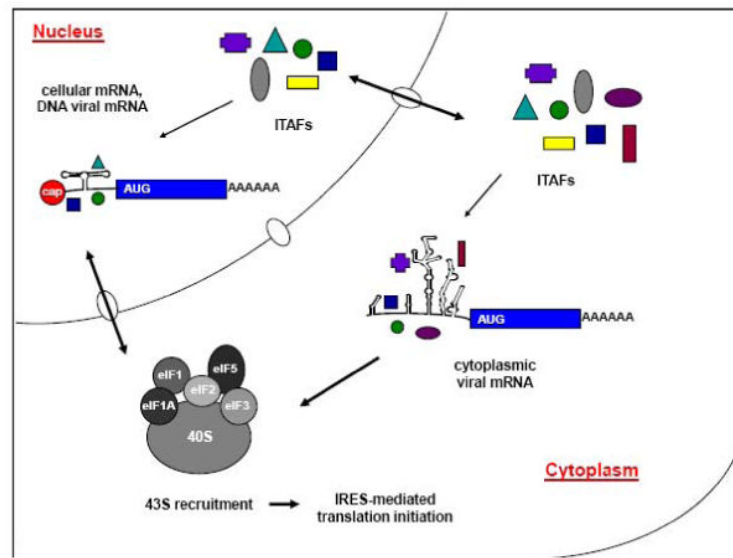 Nucleus
cellular mRNA,
DNA viral mRNA
ITAFs
ITAFs
cap
AUG
AAAAAA
AUG
AAAAAA
cytoplasmic
viral mRNA
eIF1
eIF5
eIF2
eIF1A
eIF3
40S
Cytoplasm
43S recruitment
IRES-mediated
translation initiation